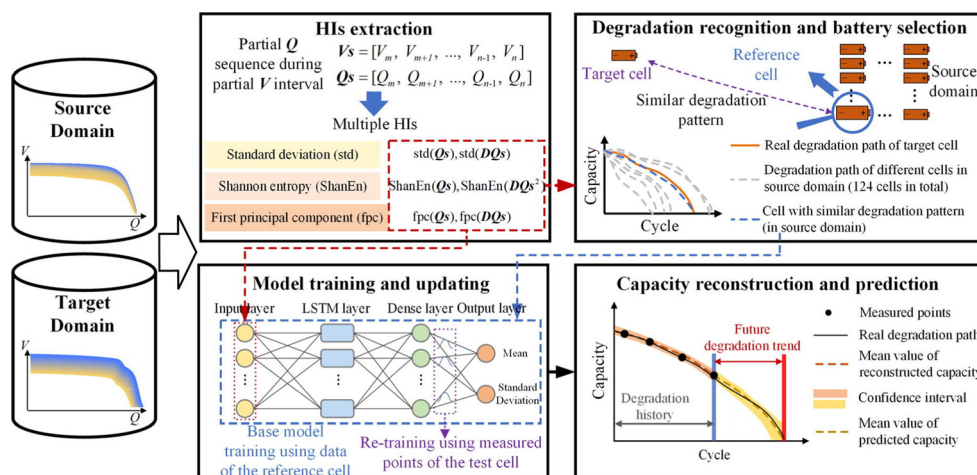 Source
Domain
V
Q
Target
Domain
V
Q
HIs extraction
Partial Q
sequence during
partial V interval
Vs = [Vm, Vm+1, ..., Vn-1, Vn]
Qs = [Qm, Qm+1, ..., Qn-1, Qn]
Multiple HIs
Standard deviation (std)
std(Qs),std(DQs)
Shannon entropy (ShanEn)
ShanEn(Qs),ShanEn(DQs²)
First principal component (fpc)
fpc(Qs),fpc(DQs)
Degradation recognition and battery selection
Target cell
Reference
cell
Source
domain
Similar degradation
pattern
Capacity
Cycle
Real degradation path of target cell
Degradation path of different cells in
source domain (124 cells in total)
Cell with similar degradation pattern
(in source domain)
Model training and updating
Input layer
LSTM layer
Dense layer
Output layer
Mean
Standard
Deviation
Base model
training using data
of the reference cell
Re-training using measured
points of the test cell
Capacity reconstruction and prediction
Capacity
Cycle
Future
degradation trend
Degradation
history
Measured points
Real degradation path
Mean value of
reconstructed capacity
Confidence interval
Mean value of
predicted capacity